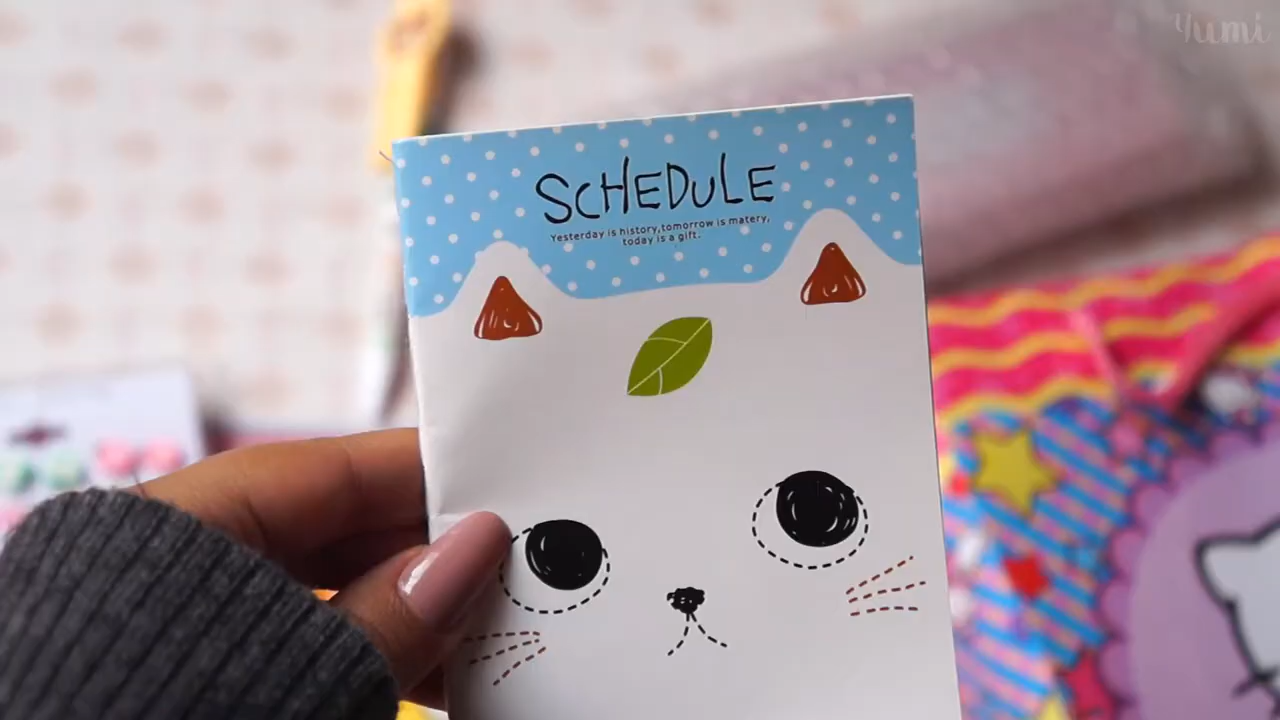 Yumi
SCHEDULE
Yesterday is history,tomorrow is matery,
today is a gift.